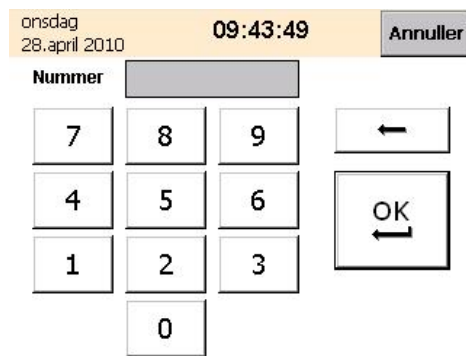 onsdag
28.april 2010
09:43:49
Annuller
Nummer
7 8 9
4 5 6
OK
1 2 3
0